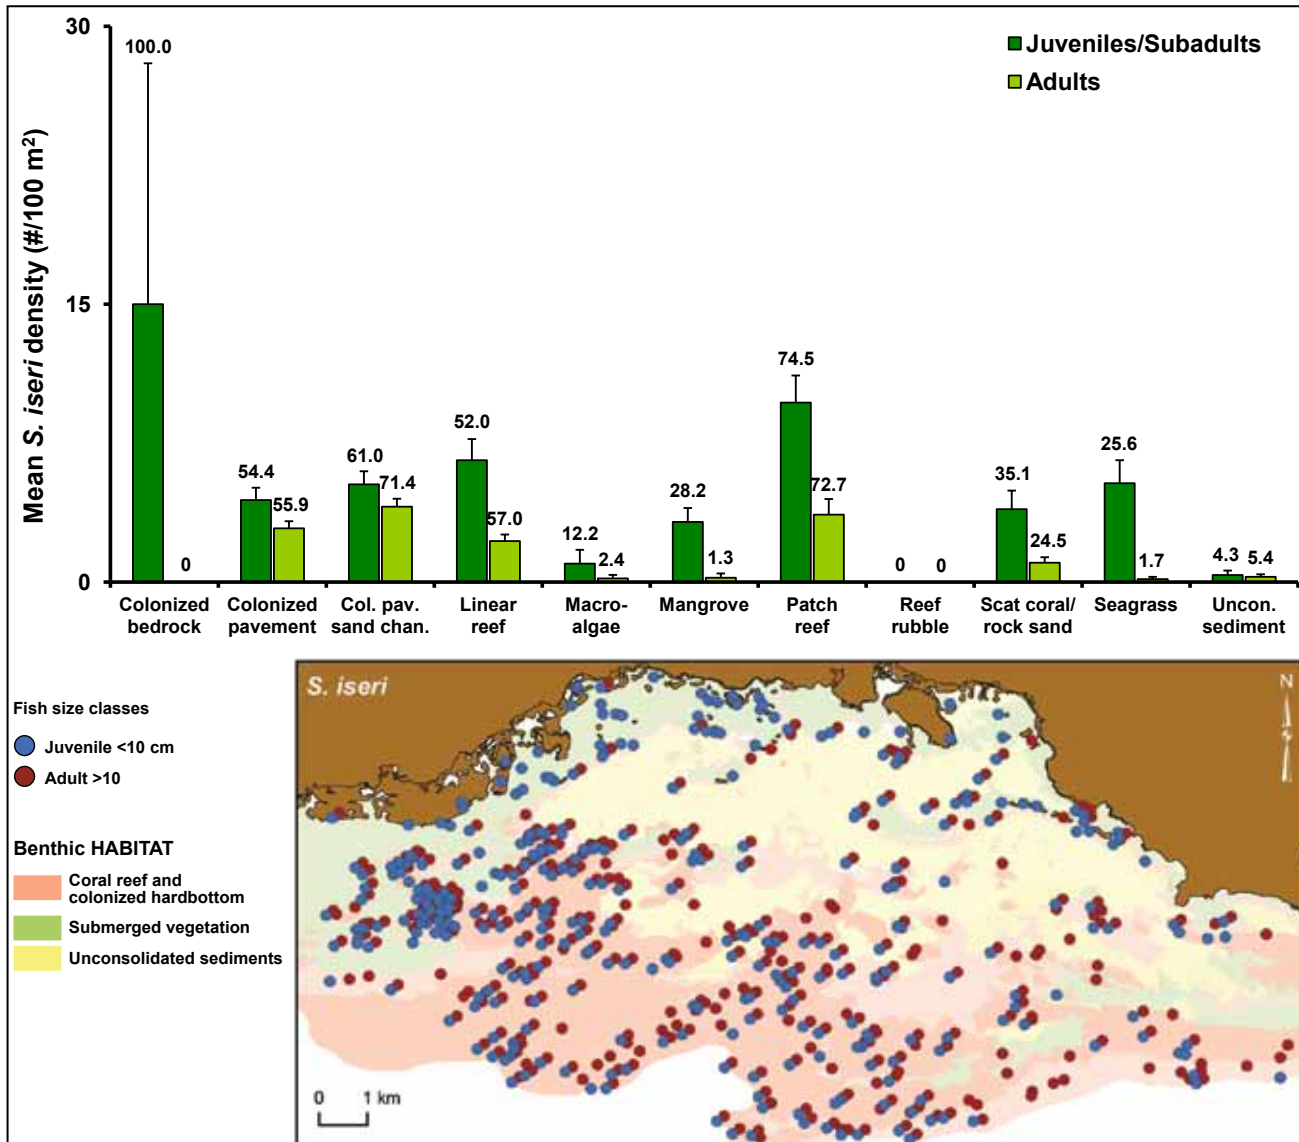 30
15
0
Mean S. iseri density (#/100 m²)
Juveniles/Subadults
Adults
100.0
0
54.4
55.9
61.0
71.4
52.0
57.0
12.2
2.4
28.2
1.3
74.5
72.7
0
0
35.1
24.5
25.6
1.7
4.3
5.4
Colonized
bedrock
Colonized
pavement
Col. pav.
sand chan.
Linear
reef
Macro-
algae
Mangrove
Patch
reef
Reef
rubble
Scat coral/
rock sand
Seagrass
Uncon.
sediment
Fish size classes
Juvenile <10 cm
Adult >10
Benthic HABITAT
Coral reef and
colonized hardbottom
Submerged vegetation
Unconsolidated sediments
S. iseri
N
0 1 km